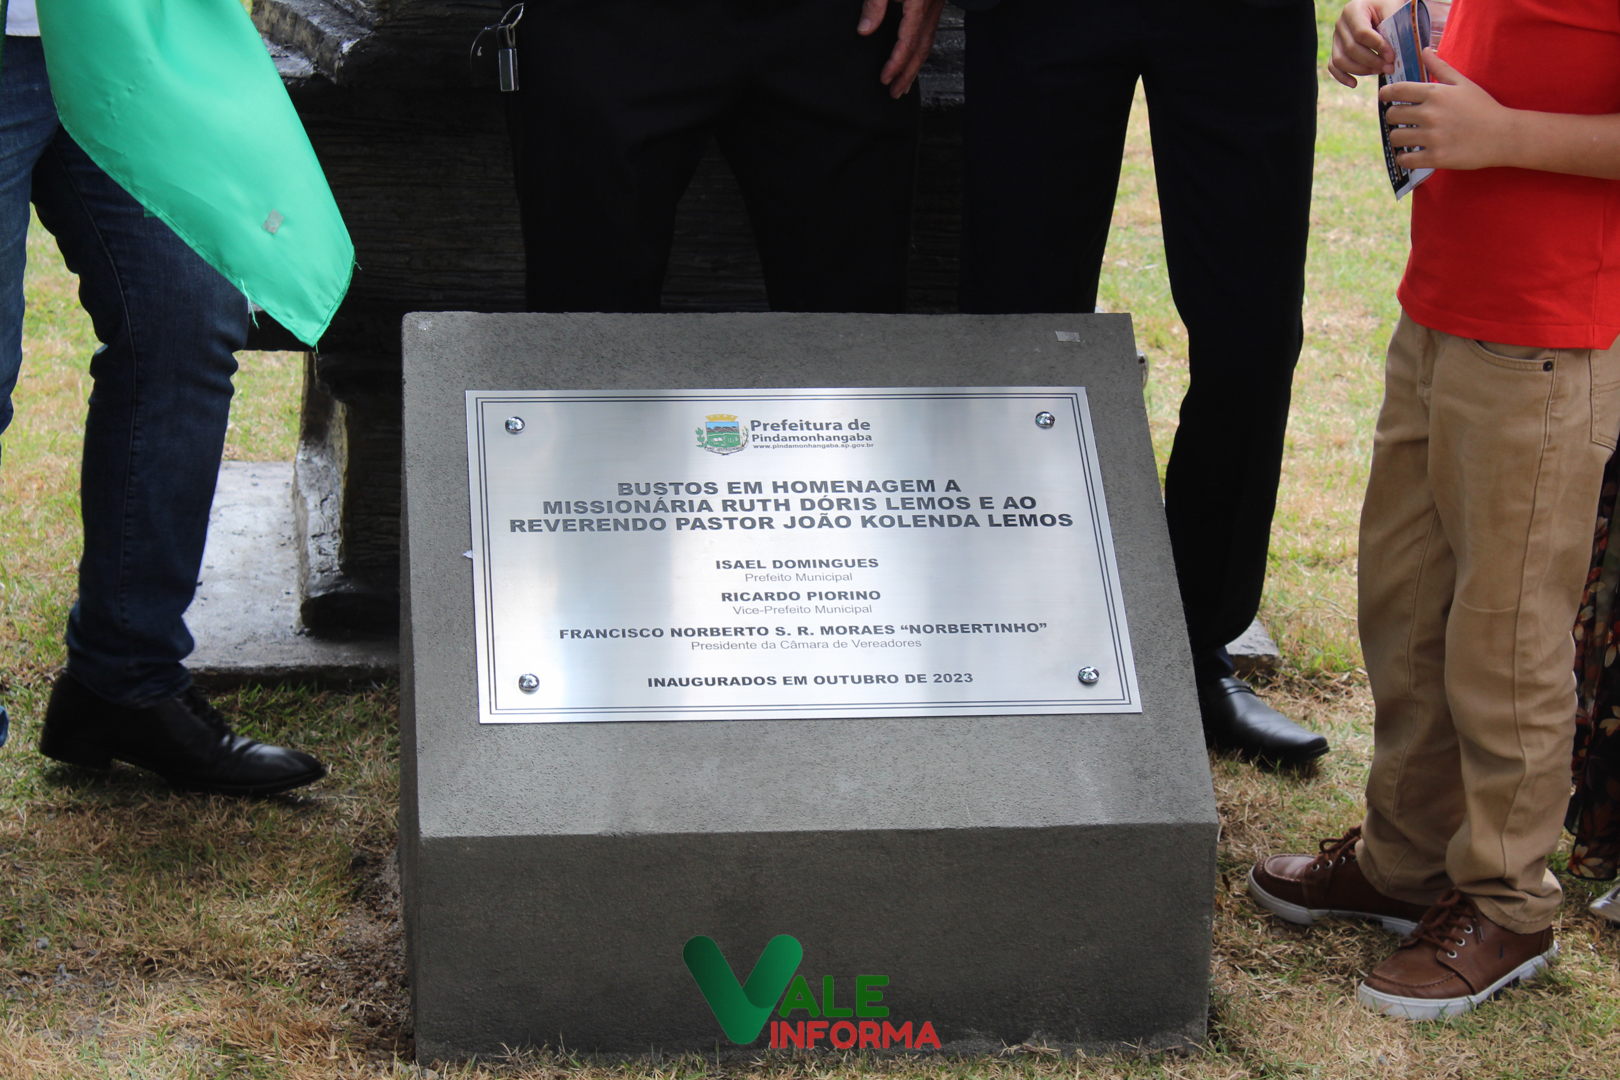 Prefeitura de
Pindamonhangaba
www.pindamonhangaba.sp.gov.br
BUSTOS EM HOMENAGEM A
MISSIONÁRIA RUTH DÓRIS LEMOS E AO
REVERENDO PASTOR JOÃO KOLENDA LEMOS
ISAEL DOMINGUES
Prefeito Municipal
RICARDO PIORINO
Vice-Prefeito Municipal
FRANCISCO NORBERTO S. R. MORAES “NORBERTINHO”
Presidente da Câmara de Vereadores
INAUGURADOS EM OUTUBRO DE 2023
VALE
INFORMA